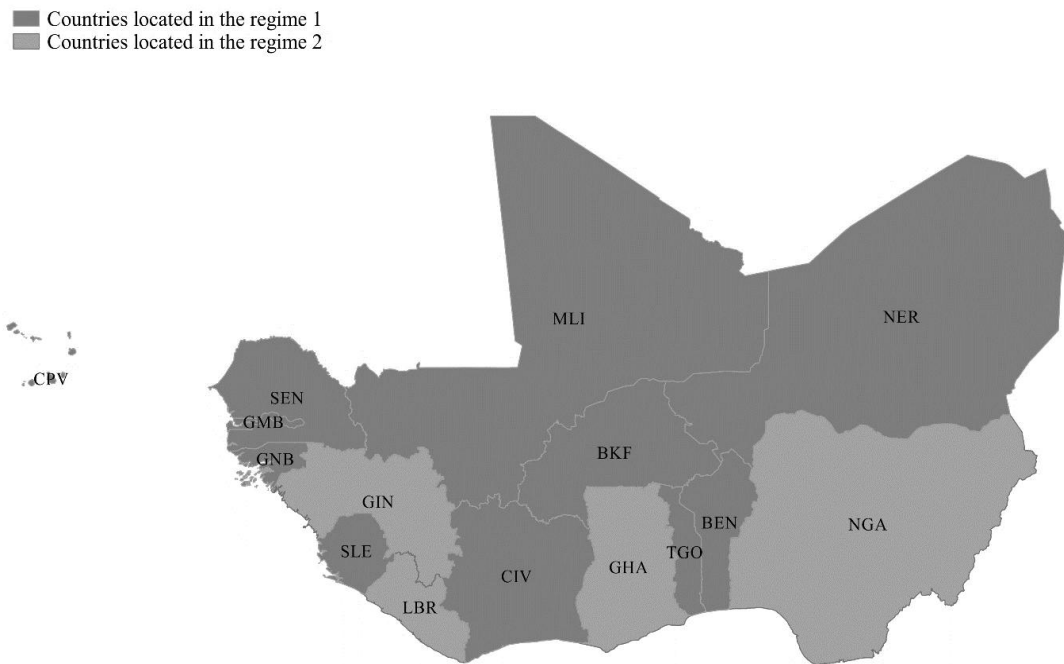 Countries located in the regime 1
Countries located in the regime 2
MLI
NER
CPV
SEN
GMB
BKF
GNB
GIN
BEN
NGA
SLE
TGO
GHA
CIV
LBR